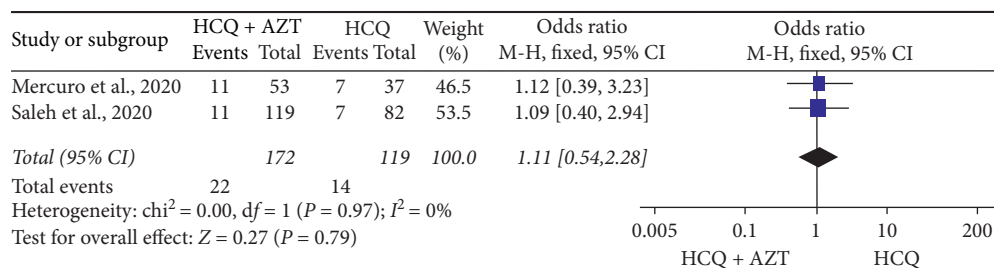 Study or subgroup HCQ + AZT HCQ Weight Odds ratio Odds ratio
Events Total Events Total (%) M-H, fixed, 95% CI M-H, fixed, 95% CI
Mercuro et al., 2020 11 53 7 37 46.5 1.12 [0.39, 3.23]
Saleh et al., 2020 11 119 7 82 53.5 1.09 [0.40, 2.94]
Total (95% CI) 172 119 100.0 1.11 [0.54,2.28]
Total events 22 14
Heterogeneity: chi² = 0.00, df = 1 (P = 0.97); I² = 0%
Test for overall effect: Z = 0.27 (P = 0.79)
0.005 0.1 1 10 200
HCQ + AZT HCQ